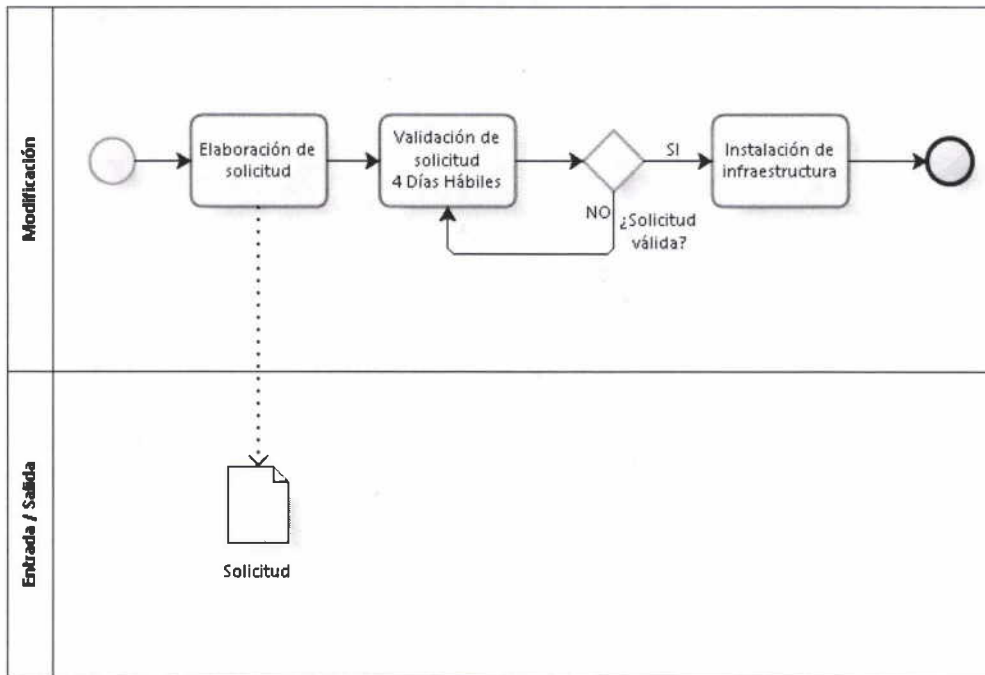 Modificación
Elaboración de
solicitud
Validación de
solicitud
4 Días Hábiles
SI
NO
¿Solicitud
válida?
Instalación de
infraestructura
Entrada / Salida
Solicitud